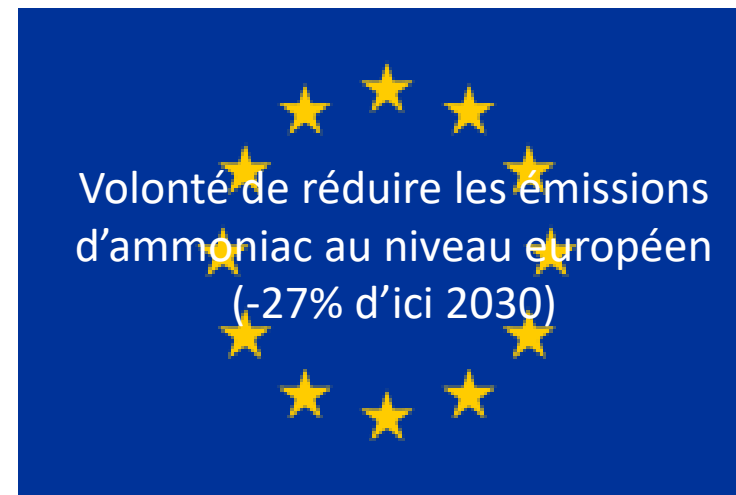 Volonté de réduire les émissions
d’ammoniac au niveau européen
(-27% d’ici 2030)